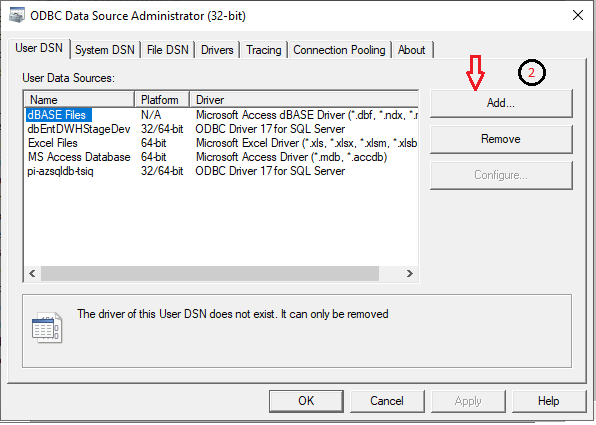 ODBC Data Source Administrator (32-bit)
User DSN System DSN File DSN Drivers Tracing Connection Pooling About
User Data Sources:
2
Name Platform Driver
dBASE Files N/A Microsoft Access dBASE Driver (*.dbf, *.ndx, *.
dbEntDWHStageDev 32/64-bit ODBC Driver 17 for SQL Server
Excel Files 64-bit Microsoft Excel Driver (*.xls, *.xlsx, *.xlsm, *.xlsb
MS Access Database 64-bit Microsoft Access Driver (*.mdb, *.accdb)
pi-azsqldb-tsiq 32/64-bit ODBC Driver 17 for SQL Server
Add...
Remove
Configure...
The driver of this User DSN does not exist. It can only be removed
OK Cancel Apply Help